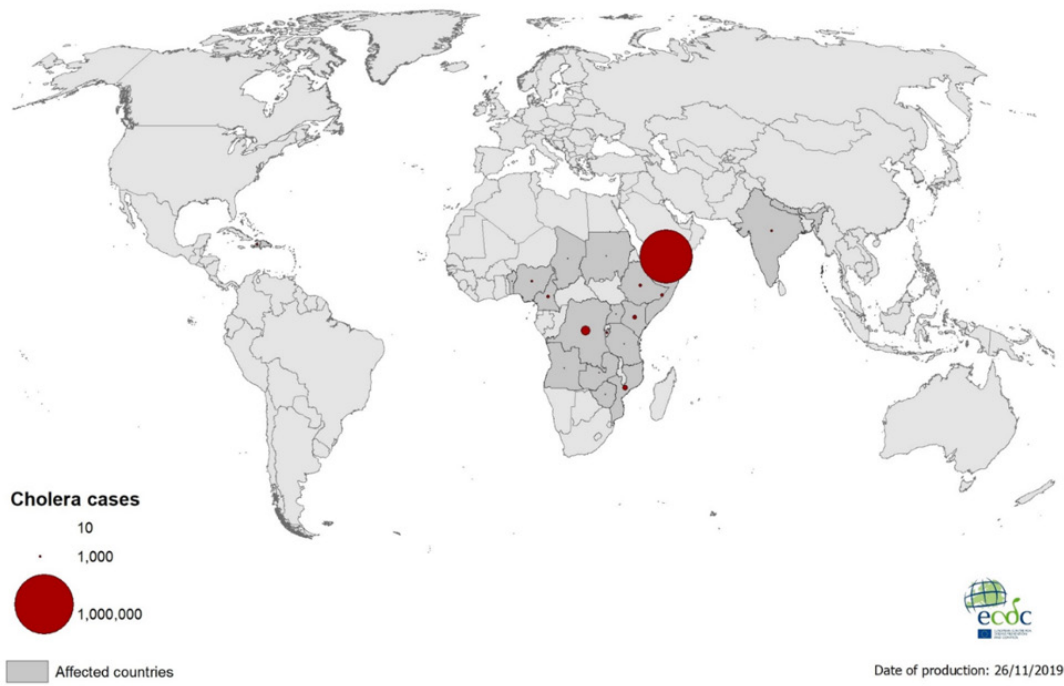 Cholera cases
10
1,000
1,000,000
Affected countries
ecdc
Date of production: 26/11/2019